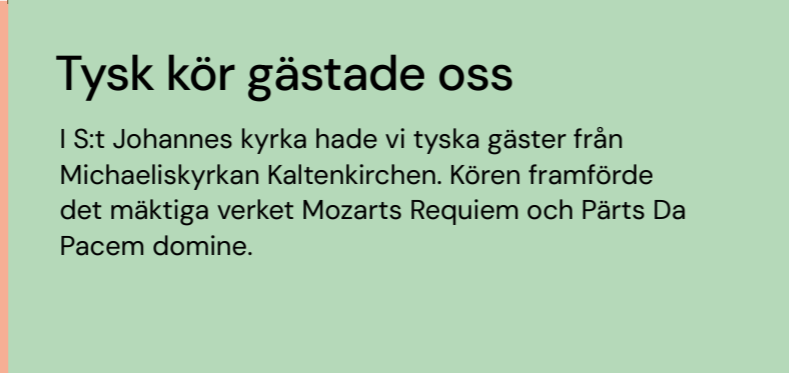 Tysk kör gästade oss
I S:t Johannes kyrka hade vi tyska gäster från
Michaeliskyrkan Kaltenkirchen. Kören framförde
det mäktiga verket Mozarts Requiem och Pärts Da
Pacem domine.